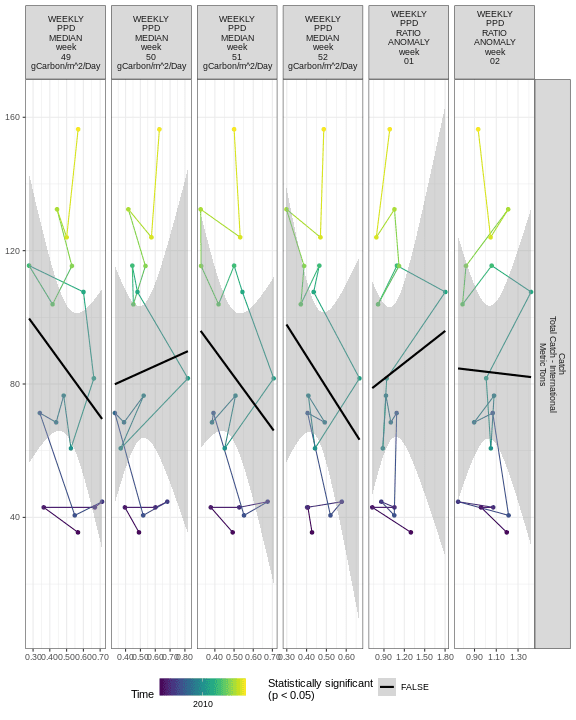 WEEKLY
PPD
MEDIAN
week
49
gCarbon/m^2/Day
WEEKLY
PPD
MEDIAN
week
50
gCarbon/m^2/Day
WEEKLY
PPD
MEDIAN
week
51
gCarbon/m^2/Day
WEEKLY
PPD
MEDIAN
week
52
gCarbon/m^2/Day
WEEKLY
PPD
RATIO
ANOMALY
week
01
WEEKLY
PPD
RATIO
ANOMALY
week
02
160
120
80
40
Catch
Total Catch - International
Metric Tons
0.30 0.40 0.50 0.60 0.70
0.40 0.50 0.60 0.70 0.80
0.40 0.50 0.60 0.70
0.30 0.40 0.50 0.60
0.90 1.20 1.50 1.80
0.90 1.10 1.30
Time
2010
Statistically significant
(p < 0.05)
FALSE